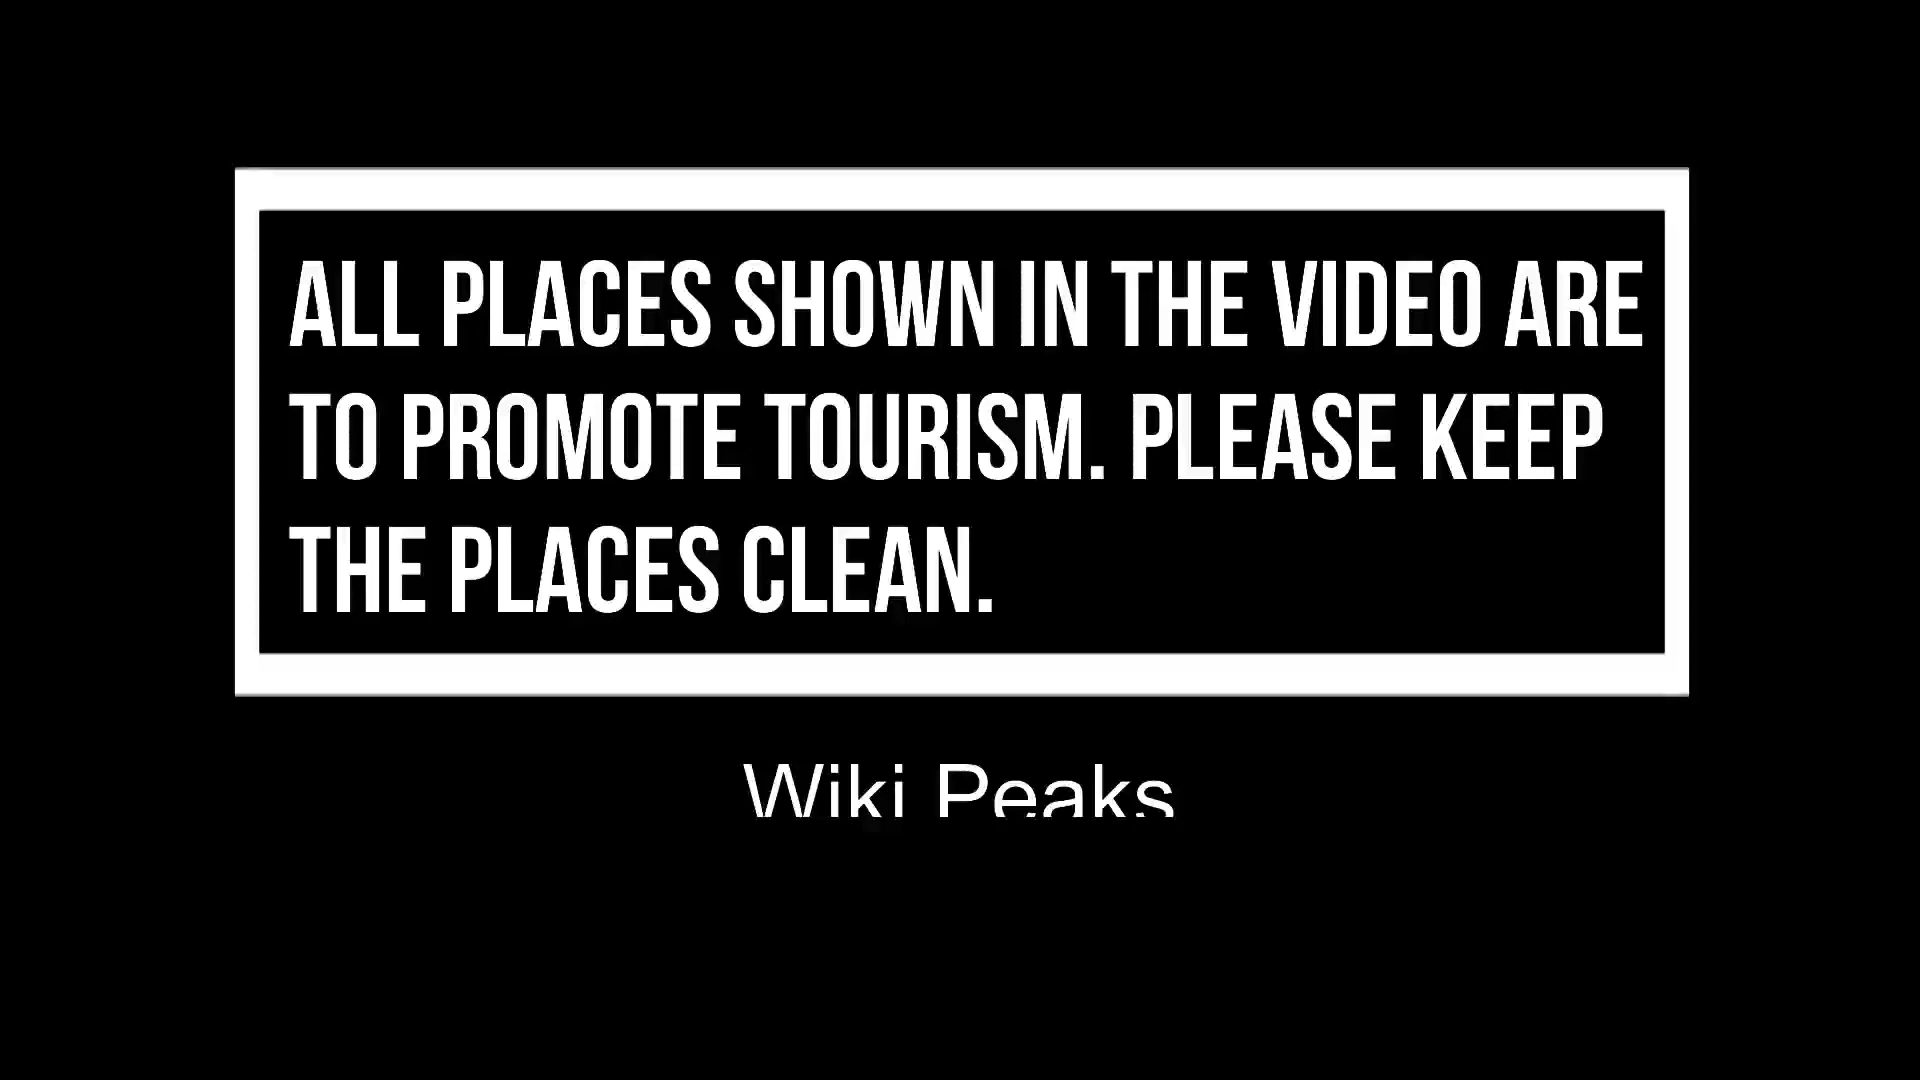 ALL PLACES SHOWN IN THE VIDEO ARE
TO PROMOTE TOURISM. PLEASE KEEP
THE PLACES CLEAN.
Wiki Peaks